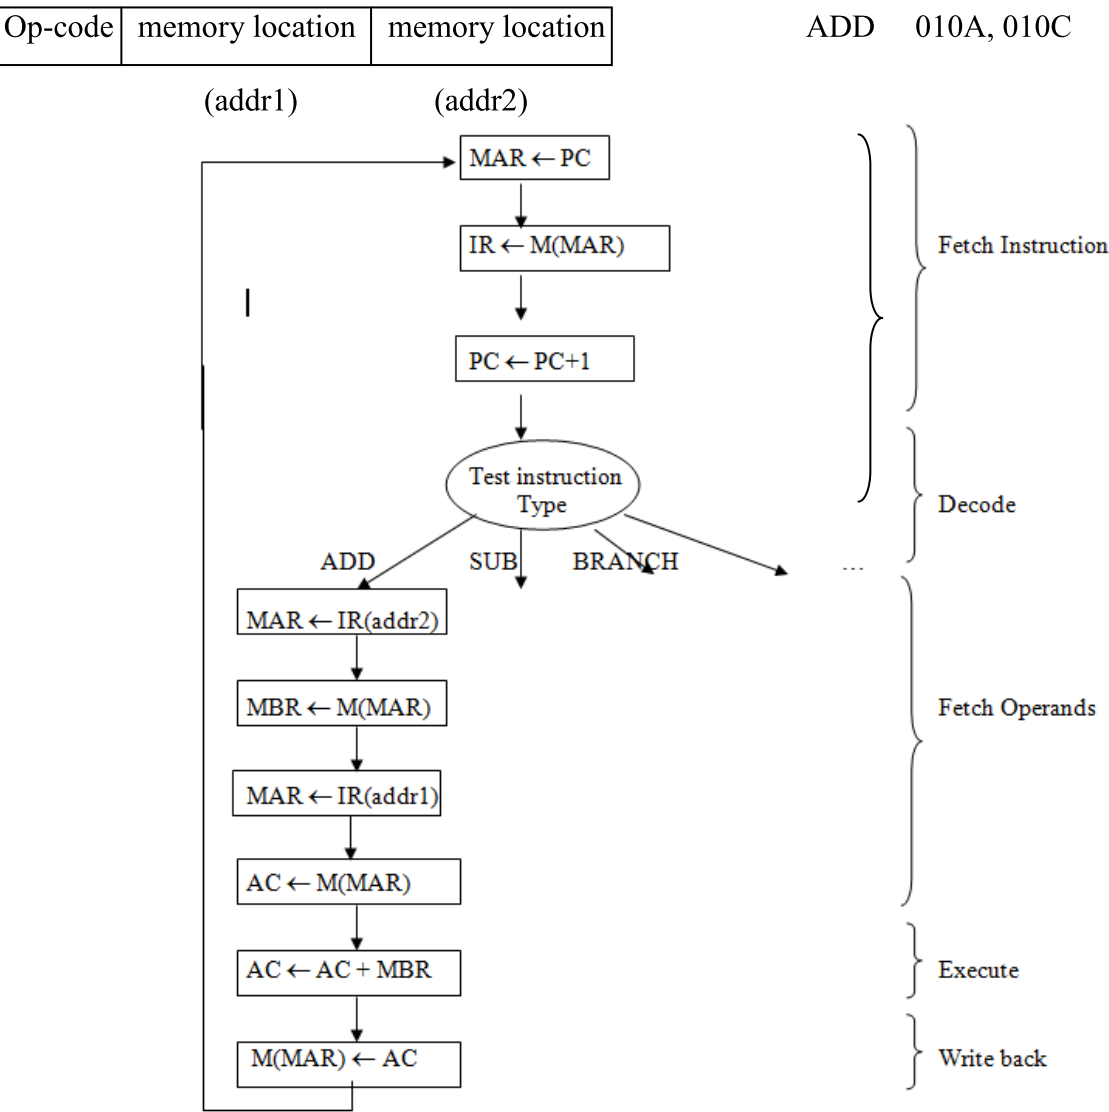 Op-code memory location memory location ADD 010A, 010C
(addr1) (addr2)
MAR ← PC
IR ← M(MAR)
Fetch Instruction
PC ← PC+1
Test instruction
Type
Decode
ADD SUB BRANCH ...
MAR ← IR(addr2)
MBR ← M(MAR)
Fetch Operands
MAR ← IR(addr1)
AC ← M(MAR)
AC ← AC + MBR
Execute
M(MAR) ← AC
Write back